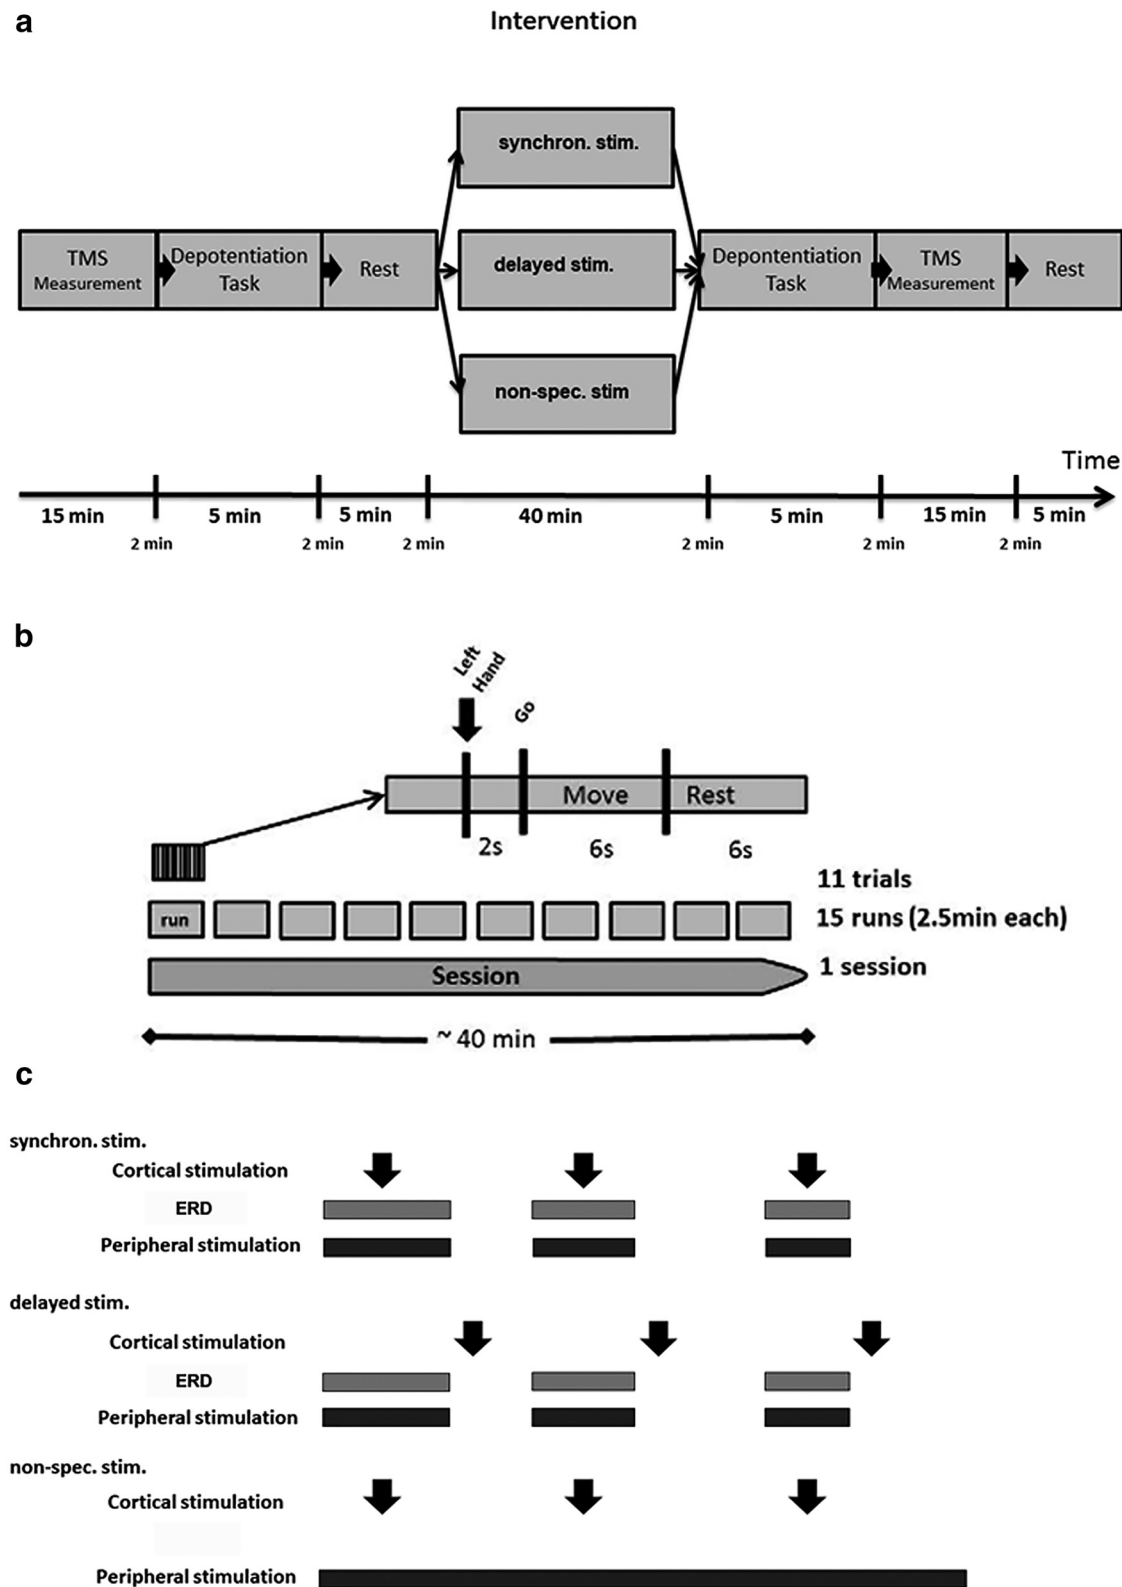 a
Intervention
synchron. stim.
TMS
Measurement
Depotentiation
Task
Rest
delayed stim.
Depontentiation
Task
TMS
Measurement
Rest
non-spec. stim
Time
15 min
5 min
5 min
40 min
5 min
15 min
5 min
2 min
2 min
2 min
2 min
2 min
2 min
b
Left
Hand
Go
Move
Rest
2s
6s
6s
11 trials
run
15 runs (2.5min each)
Session
1 session
~ 40 min
c
synchron. stim.
Cortical stimulation
ERD
Peripheral stimulation
delayed stim.
Cortical stimulation
ERD
Peripheral stimulation
non-spec. stim.
Cortical stimulation
Peripheral stimulation